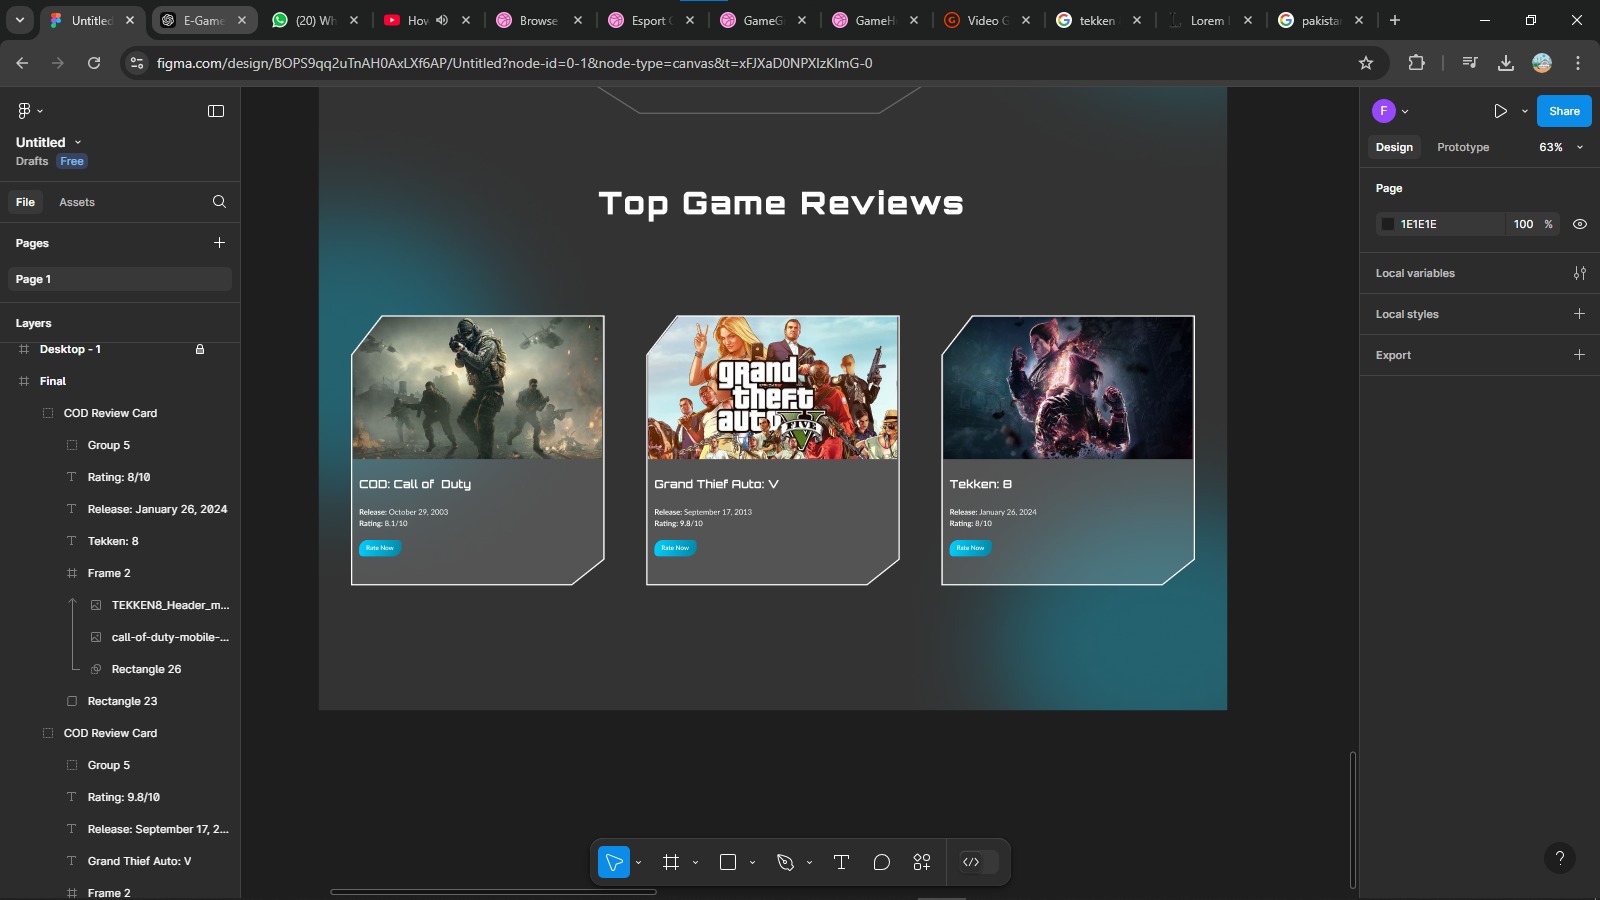 Untitled
E-Game
(20) Wh
How
Browse
Esport C
GameG
GameH
Video G
tekken
Lorem I
pakista
figma.com/design/BOPS9qq2uTnAH0AxLXf6AP/Untitled?node-id=0-1&node-type=canvas&t=xFJXaD0NPXIzKImG-0
Untitled
Drafts Free
File Assets
Pages
Page 1
Layers
Desktop - 1
Final
COD Review Card
Group 5
Rating: 8/10
Release: January 26, 2024
Tekken: 8
Frame 2
TEKKEN8_Header_m...
call-of-duty-mobile-...
Rectangle 26
Rectangle 23
COD Review Card
Group 5
Rating: 9.8/10
Release: September 17, 2...
Grand Thief Auto: V
Frame 2
Top Game Reviews
COD: Call of Duty
Release: October 29, 2003
Rating: 8.1/10
Rate Now
grand
theft
auto
V
FIVE
Grand Thief Auto: V
Release: September 17, 2013
Rating: 9.8/10
Rate Now
Tekken: 8
Release: January 26, 2024
Rating: 8/10
Rate Now
F
Share
Design Prototype 63%
Page
1E1E1E 100 %
Local variables
Local styles
Export
?